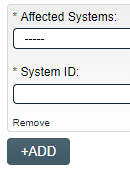 * Affected Systems:
-----
* System ID:
Remove
+ADD